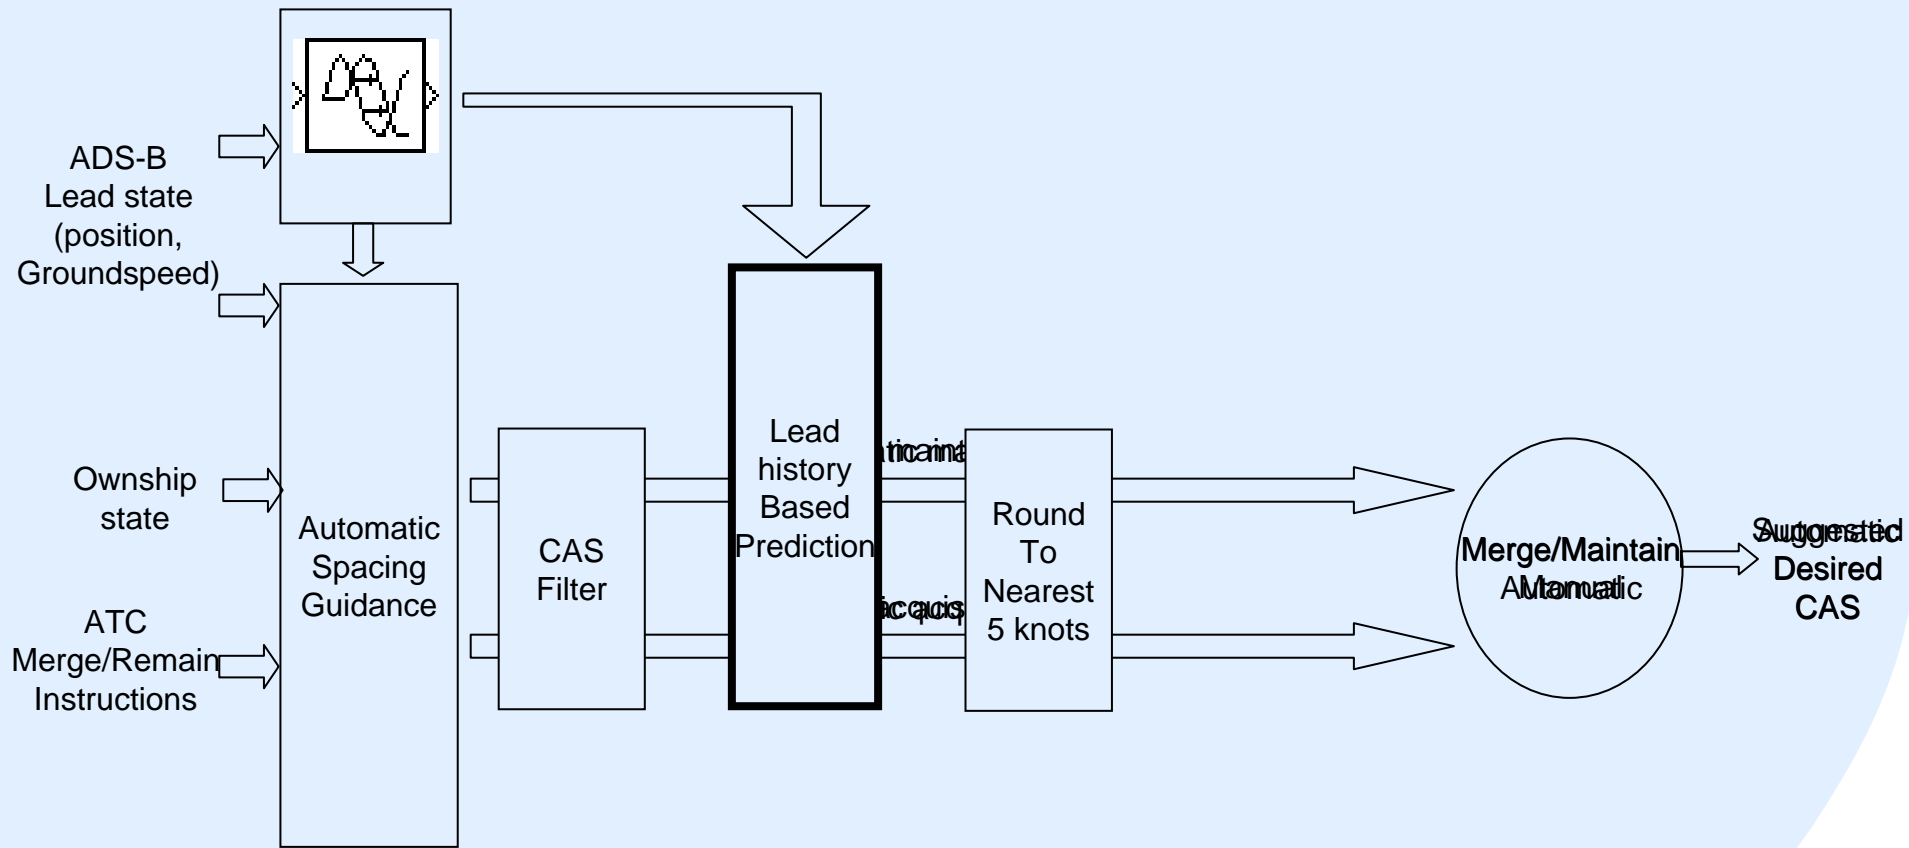 ADS-B
Lead state
(position,
Groundspeed)
Ownship
state
ATC
Merge/Remain
Instructions
Automatic
Spacing
Guidance
CAS
Filter
Lead
history
Based
Prediction
Round
To
Nearest
5 knots
Merge/Maintain
Automatic
Desired
CAS